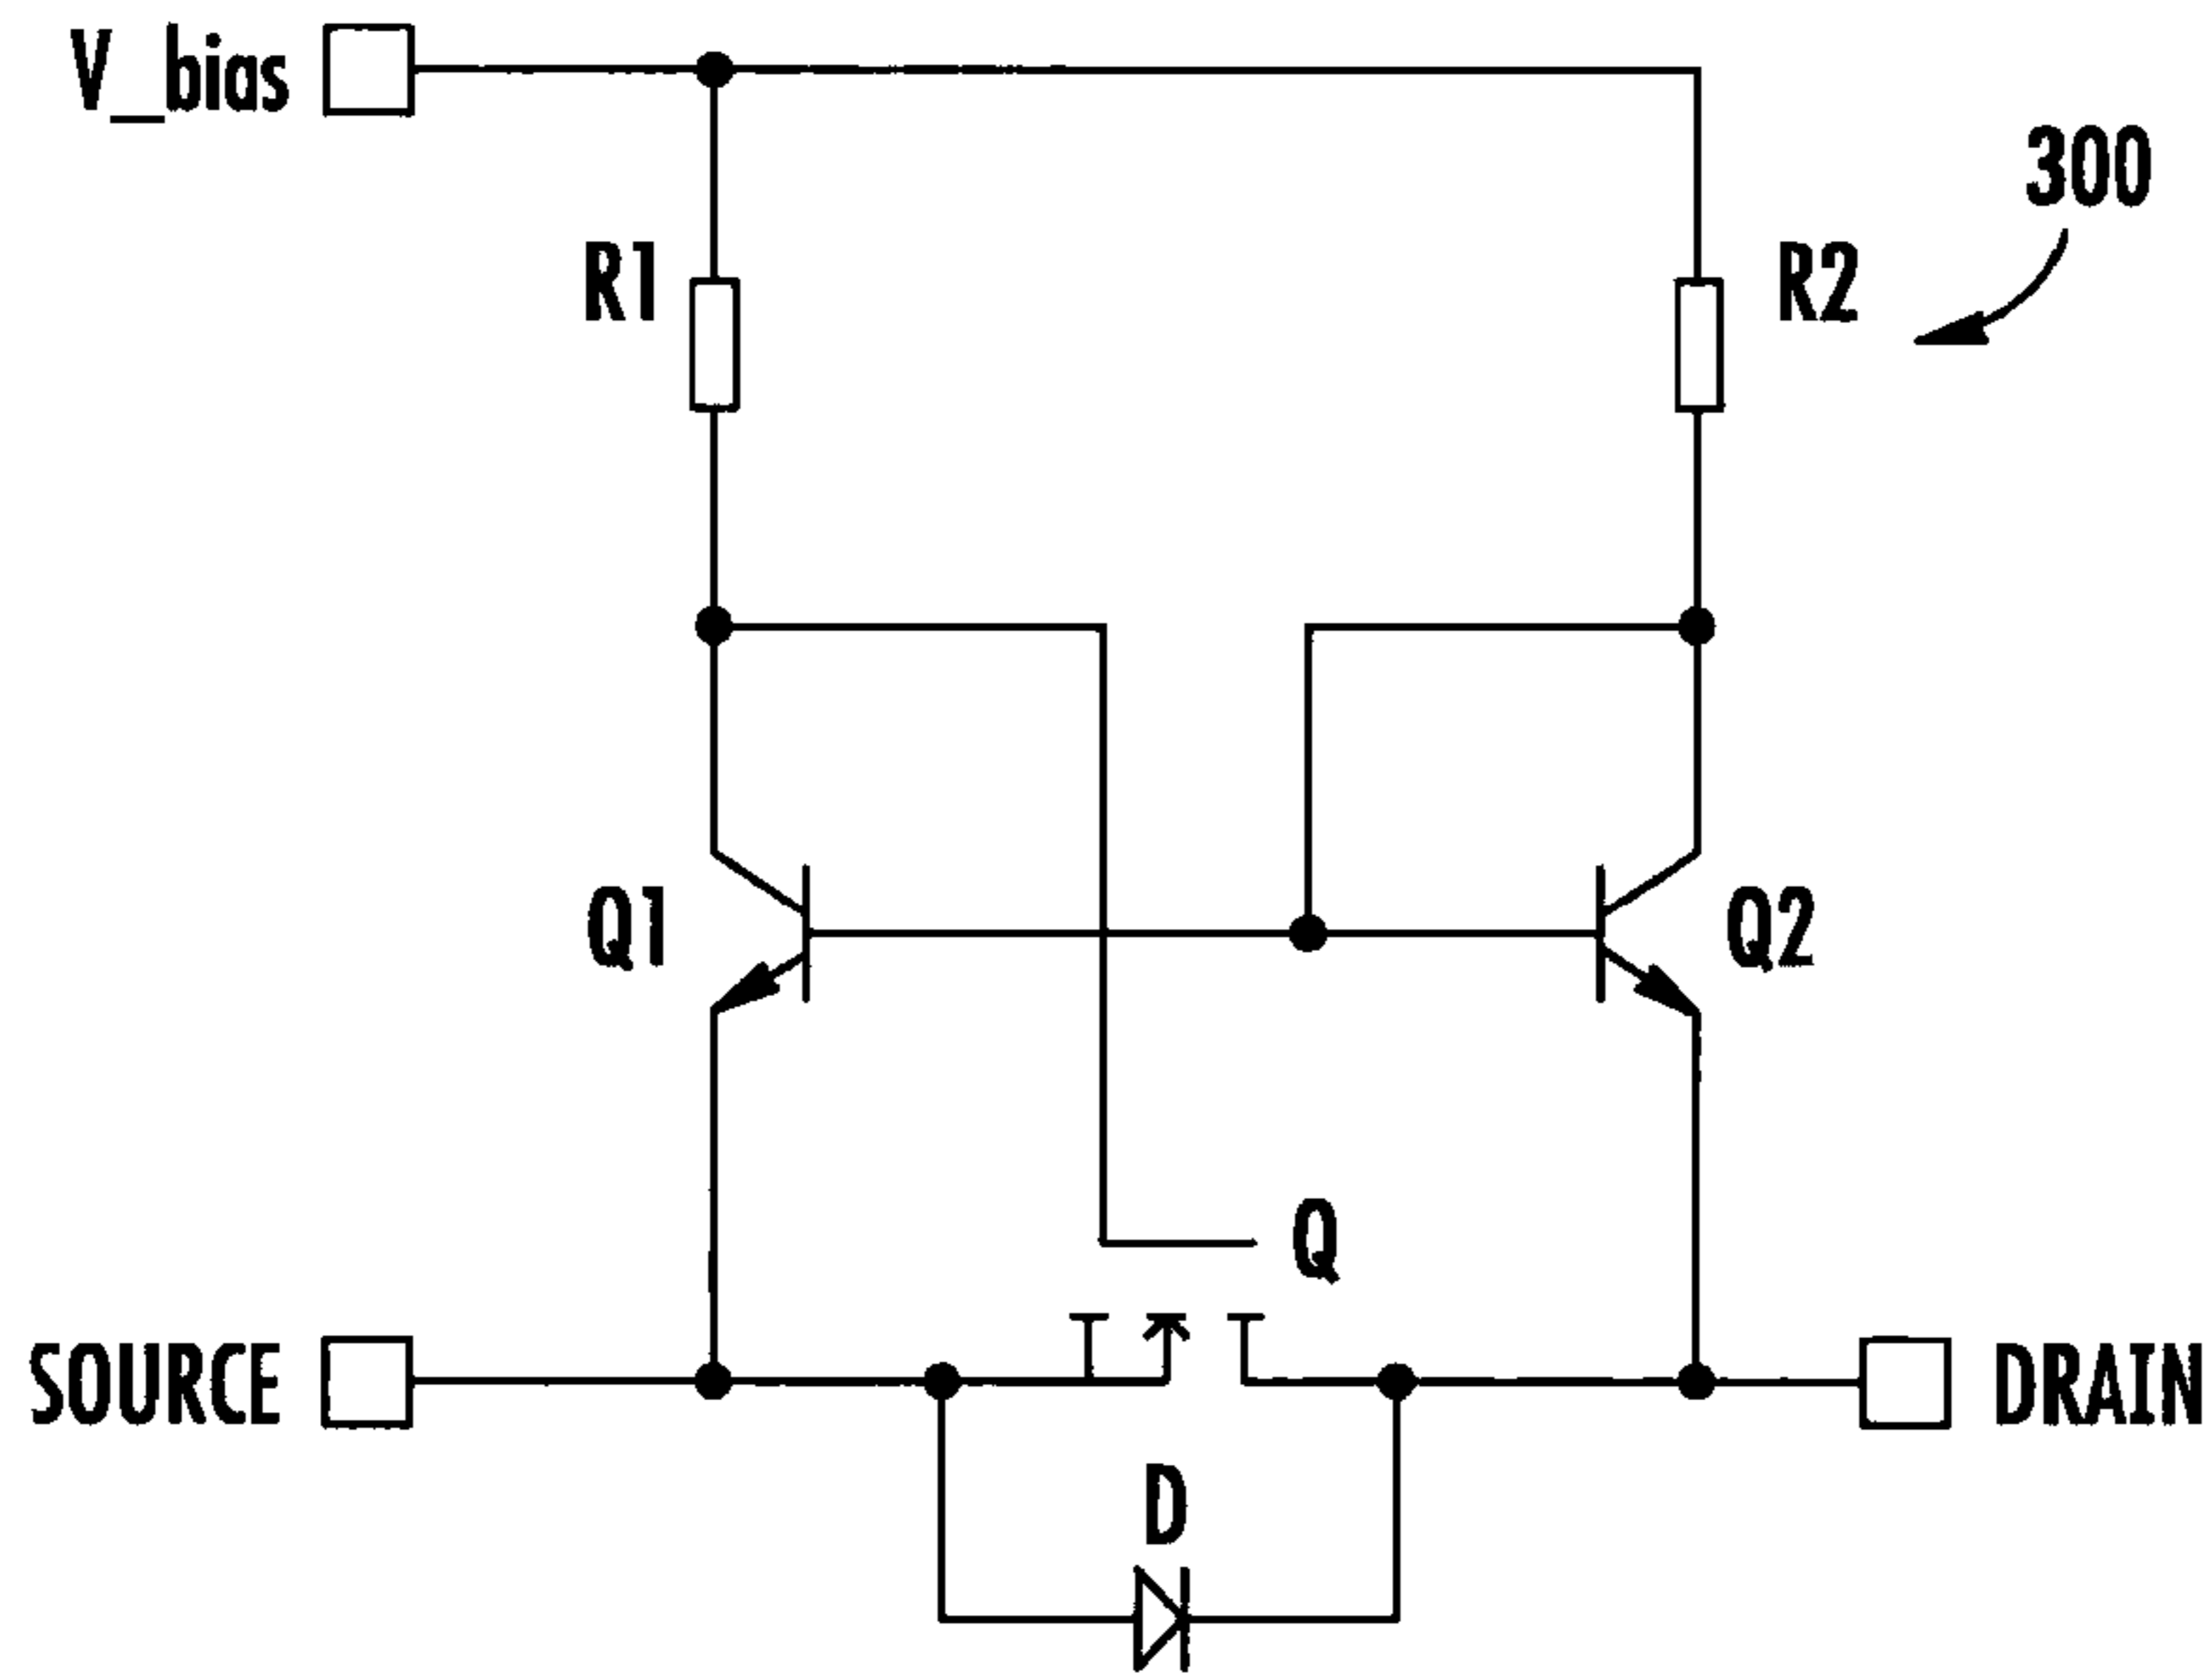 V_bias
300
R1
R2
Q1
Q2
Q
SOURCE
DRAIN
D